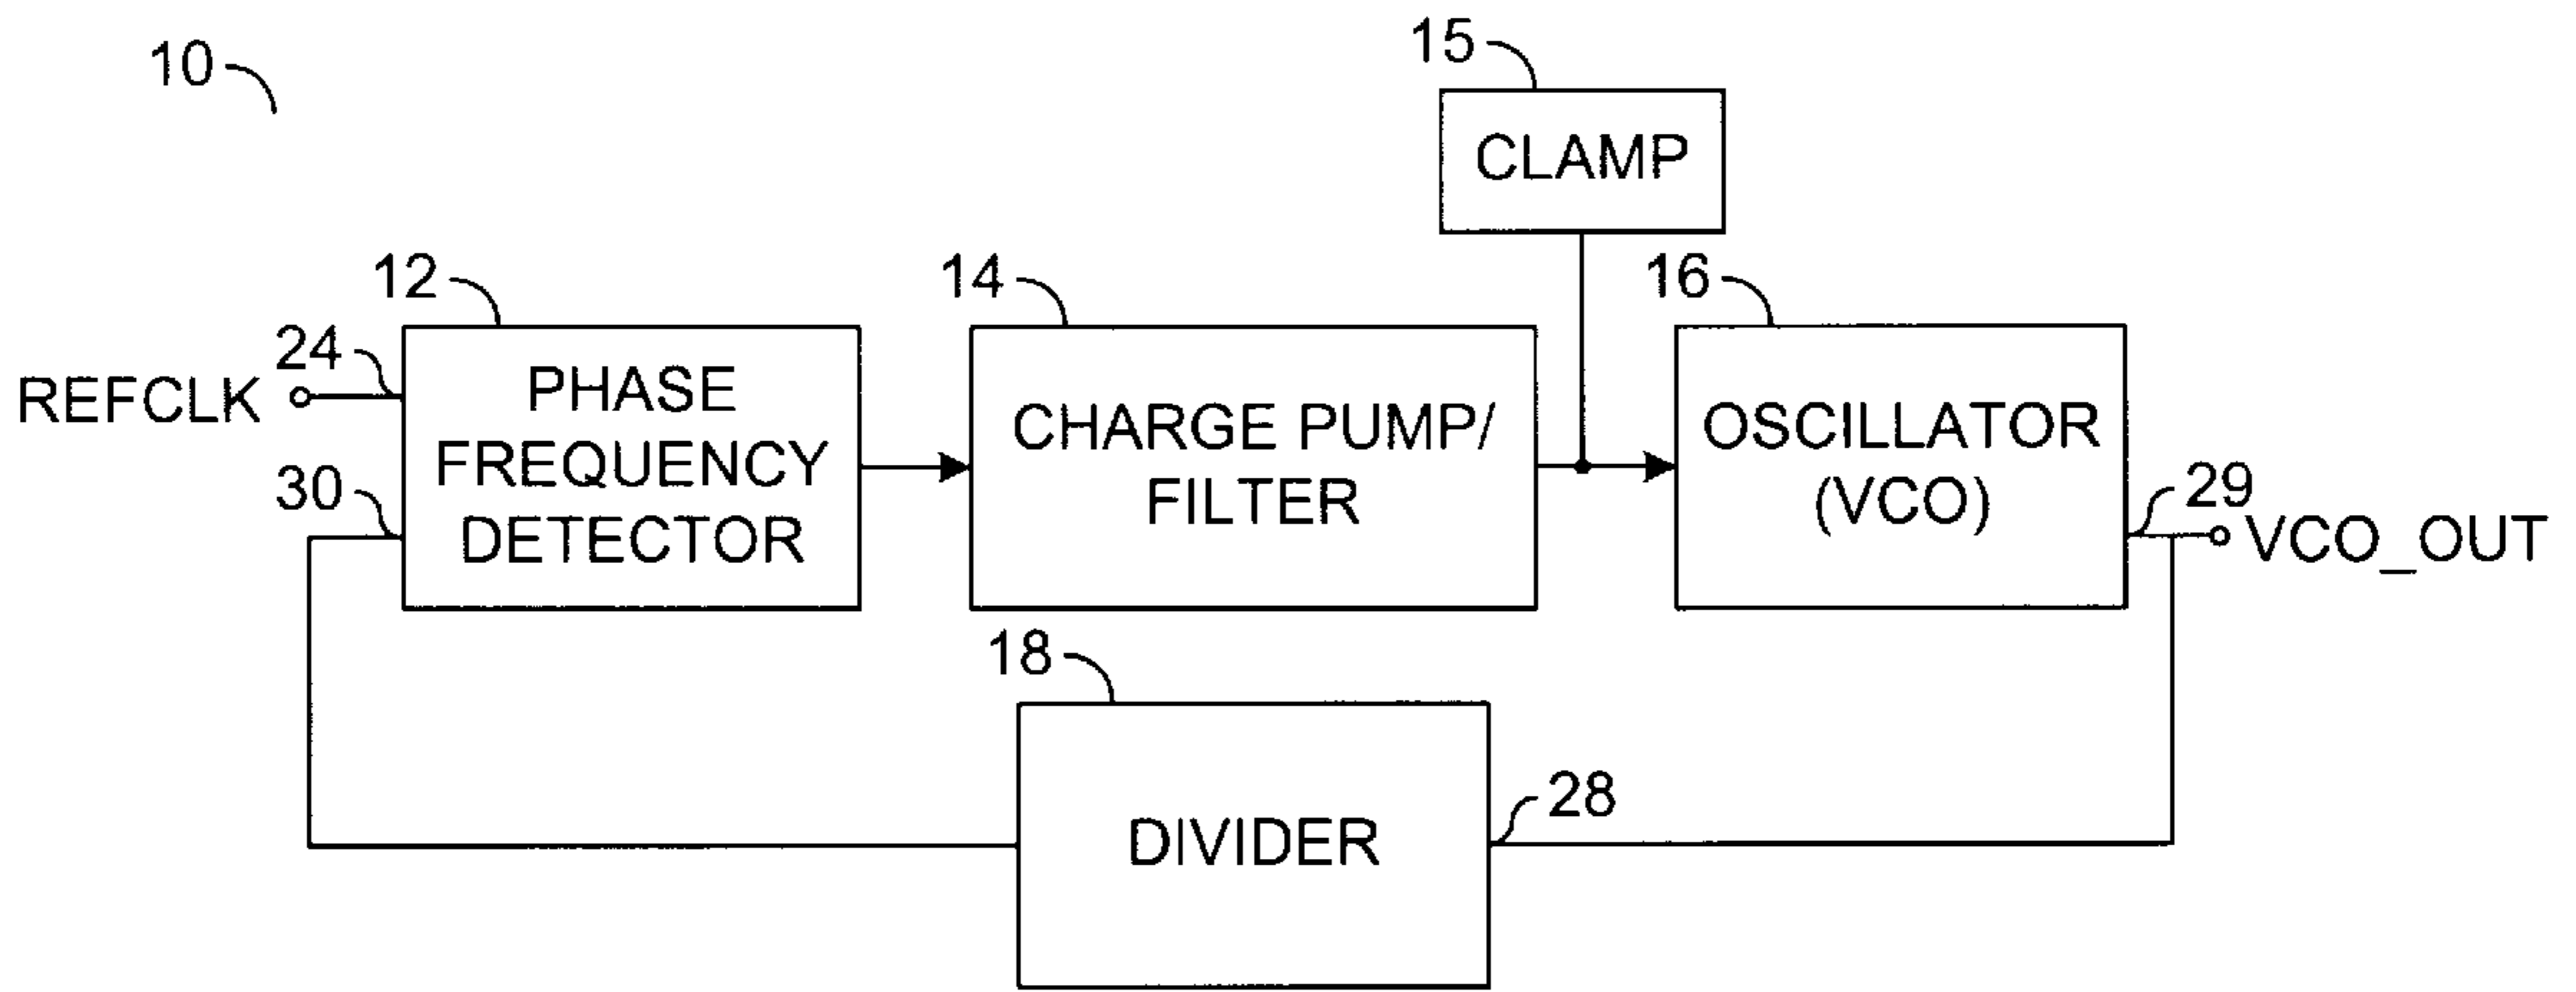 10
15
CLAMP
12
14
16
24
REFCLK
30
PHASE
FREQUENCY
DETECTOR
CHARGE PUMP/
FILTER
OSCILLATOR
(VCO)
29
VCO_OUT
18
DIVIDER
28